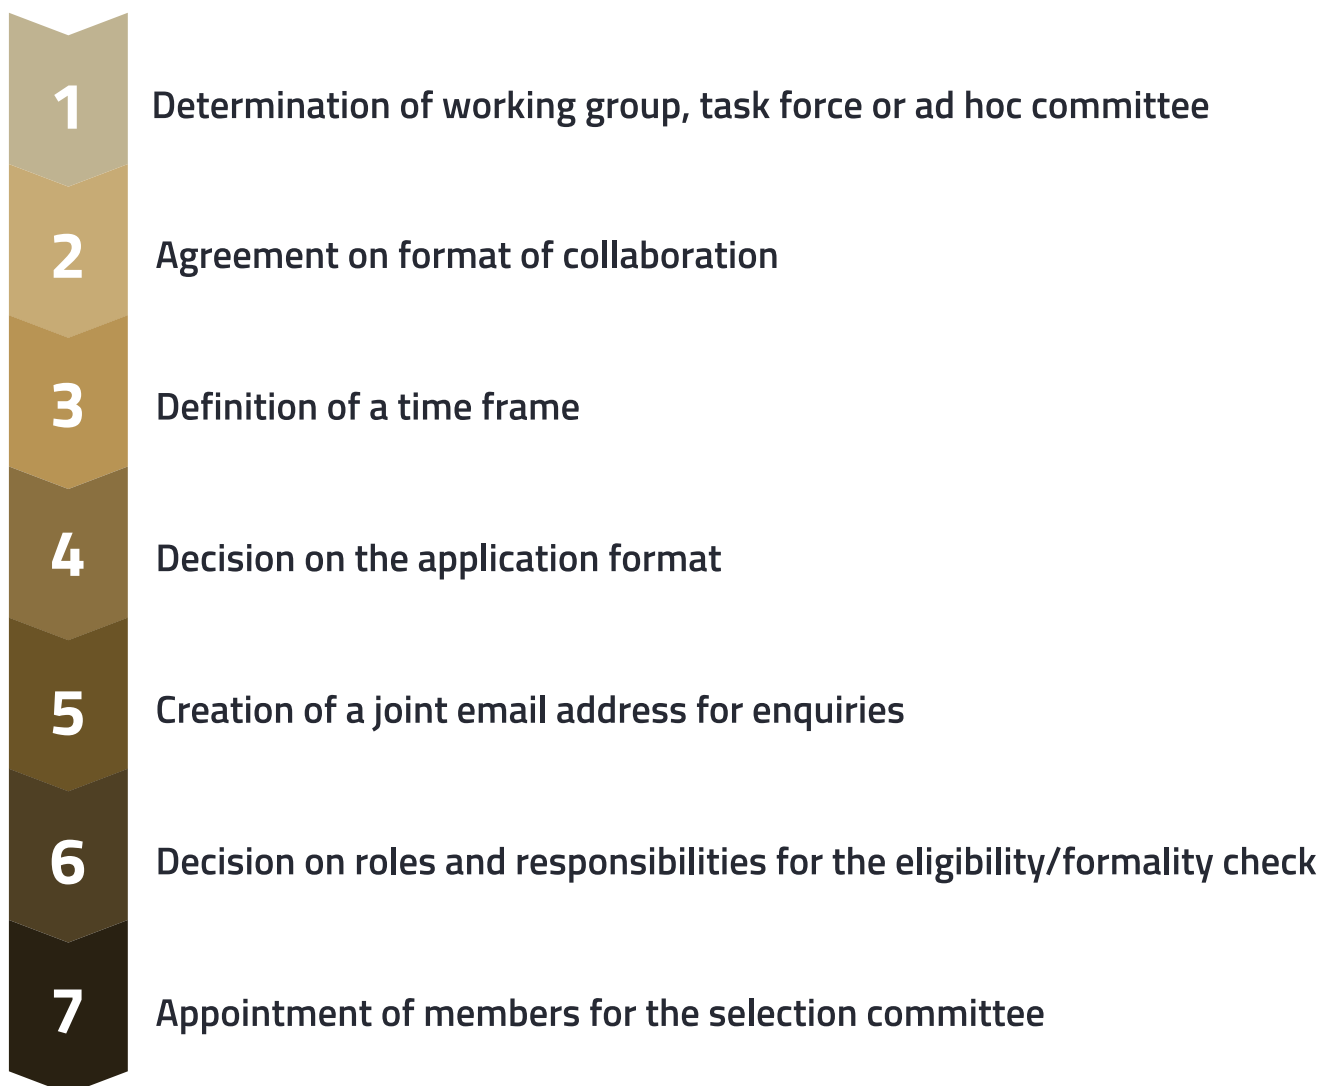 1 Determination of working group, task force or ad hoc committee
2 Agreement on format of collaboration
3 Definition of a time frame
4 Decision on the application format
5 Creation of a joint email address for enquiries
6 Decision on roles and responsibilities for the eligibility/formality check
7 Appointment of members for the selection committee